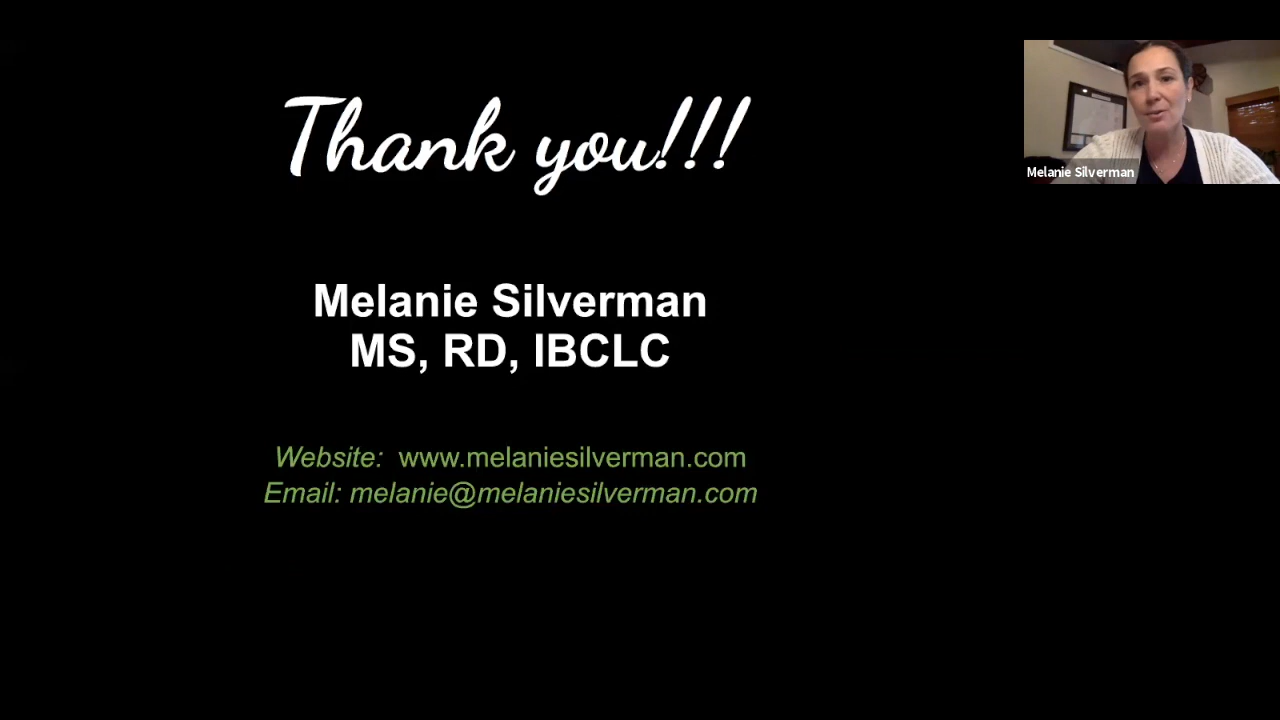 Thank you!!!
Melanie Silverman
Melanie Silverman
MS, RD, IBCLC
Website: www.melaniesilverman.com
Email: melanie@melaniesilverman.com